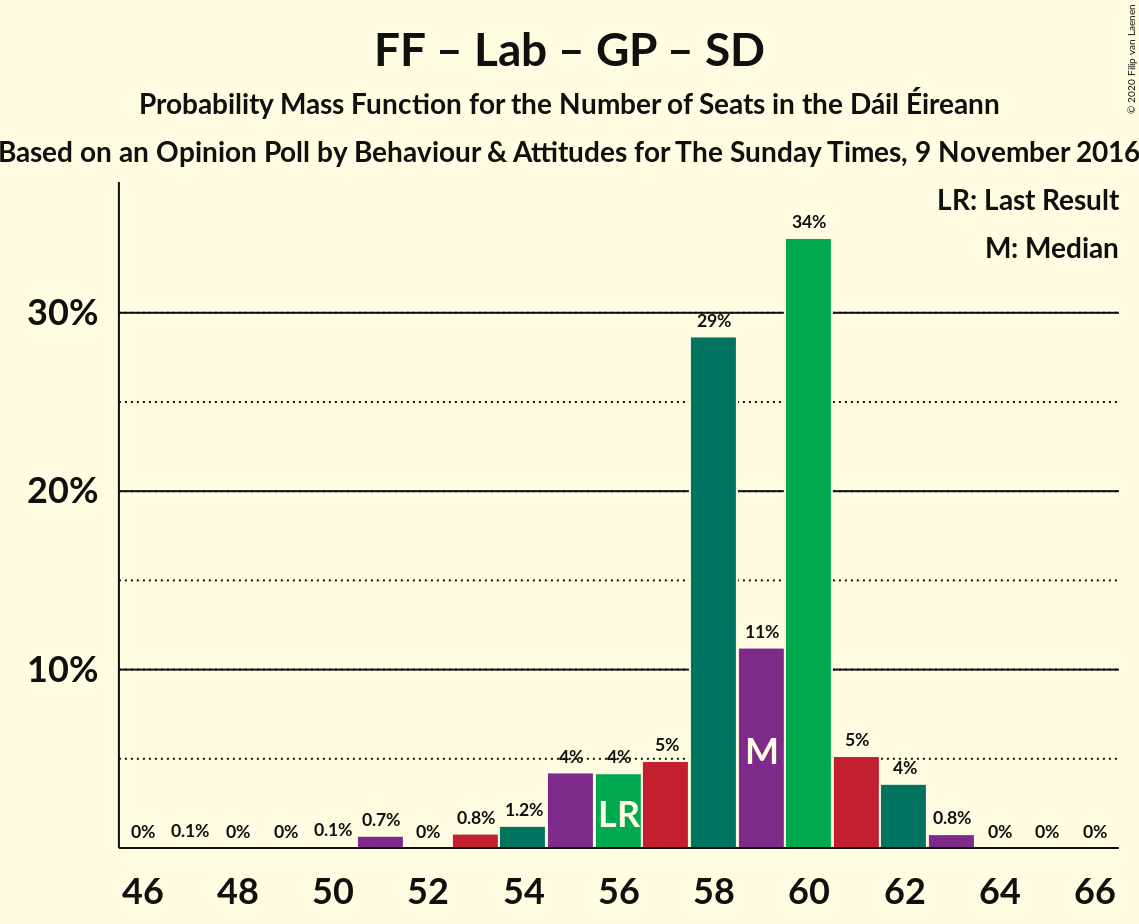 FF – Lab – GP – SD
Probability Mass Function for the Number of Seats in the Dáil Éireann
Based on an Opinion Poll by Behaviour & Attitudes for The Sunday Times, 9 November 2016
© 2020 Filip van Laenen
LR: Last Result
M: Median
34%
30%
29%
20%
11%
10%
M
5%
5%
4%
4%
4%
LR
0% 0.1% 0% 0% 0.1% 0.7% 0% 0.8% 1.2% 0.8% 0% 0% 0%
46 48 50 52 54 56 58 60 62 64 66